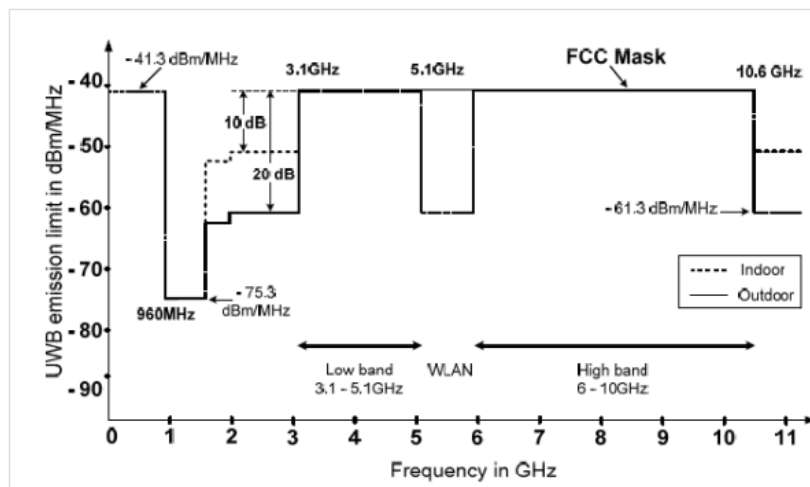 -41.3 dBm/MHz
3.1GHz
5.1GHz
FCC Mask
10.6 GHz
UWB emission limit in dBm/MHz
-40
-50
-60
-70
-80
-90
10 dB
20 dB
-61.3 dBm/MHz
960MHz
-75.3
dBm/MHz
Indoor
Outdoor
Low band
3.1 - 5.1GHz
WLAN
High band
6 - 10GHz
0 1 2 3 4 5 6 7 8 9 10 11
Frequency in GHz